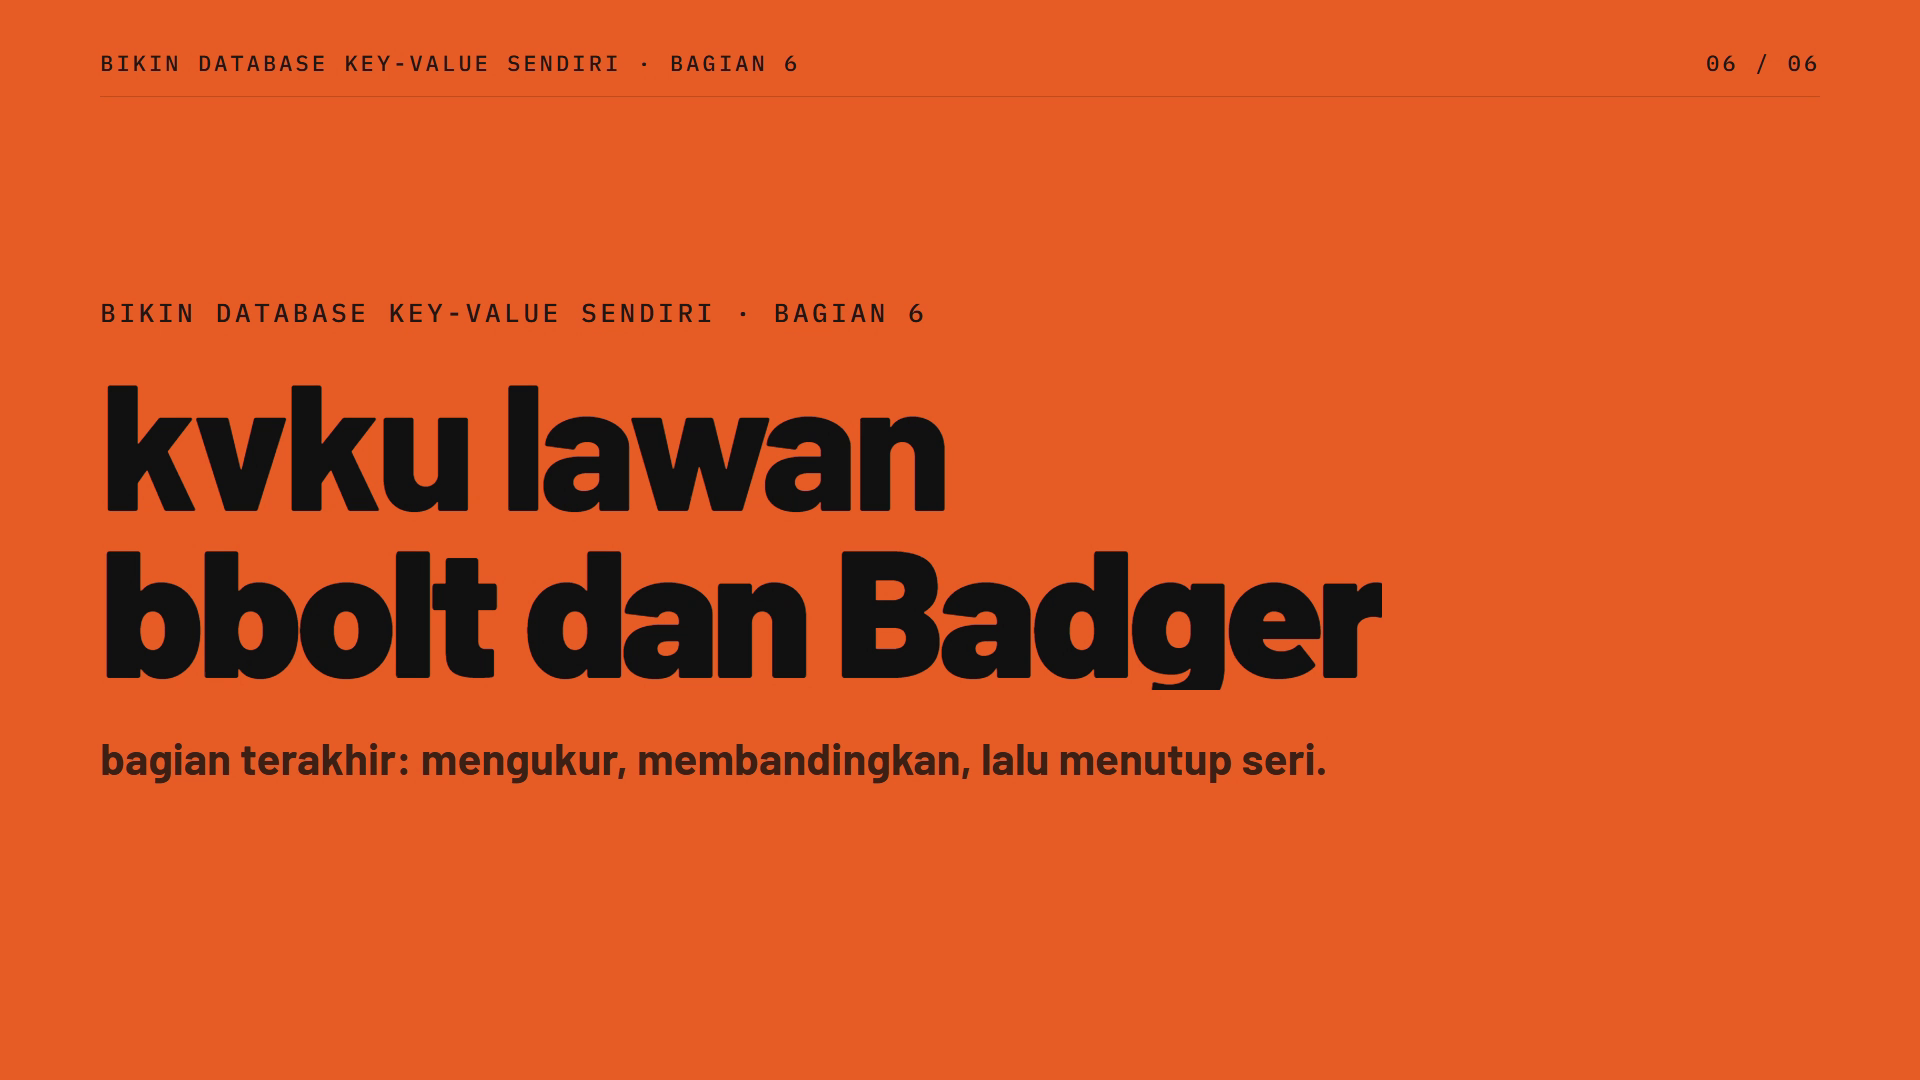 BIKIN DATABASE KEY-VALUE SENDIRI · BAGIAN 6
06 / 06
BIKIN DATABASE KEY-VALUE SENDIRI · BAGIAN 6
kvku lawan
bbolt dan Badger
bagian terakhir: mengukur, membandingkan, lalu menutup seri.